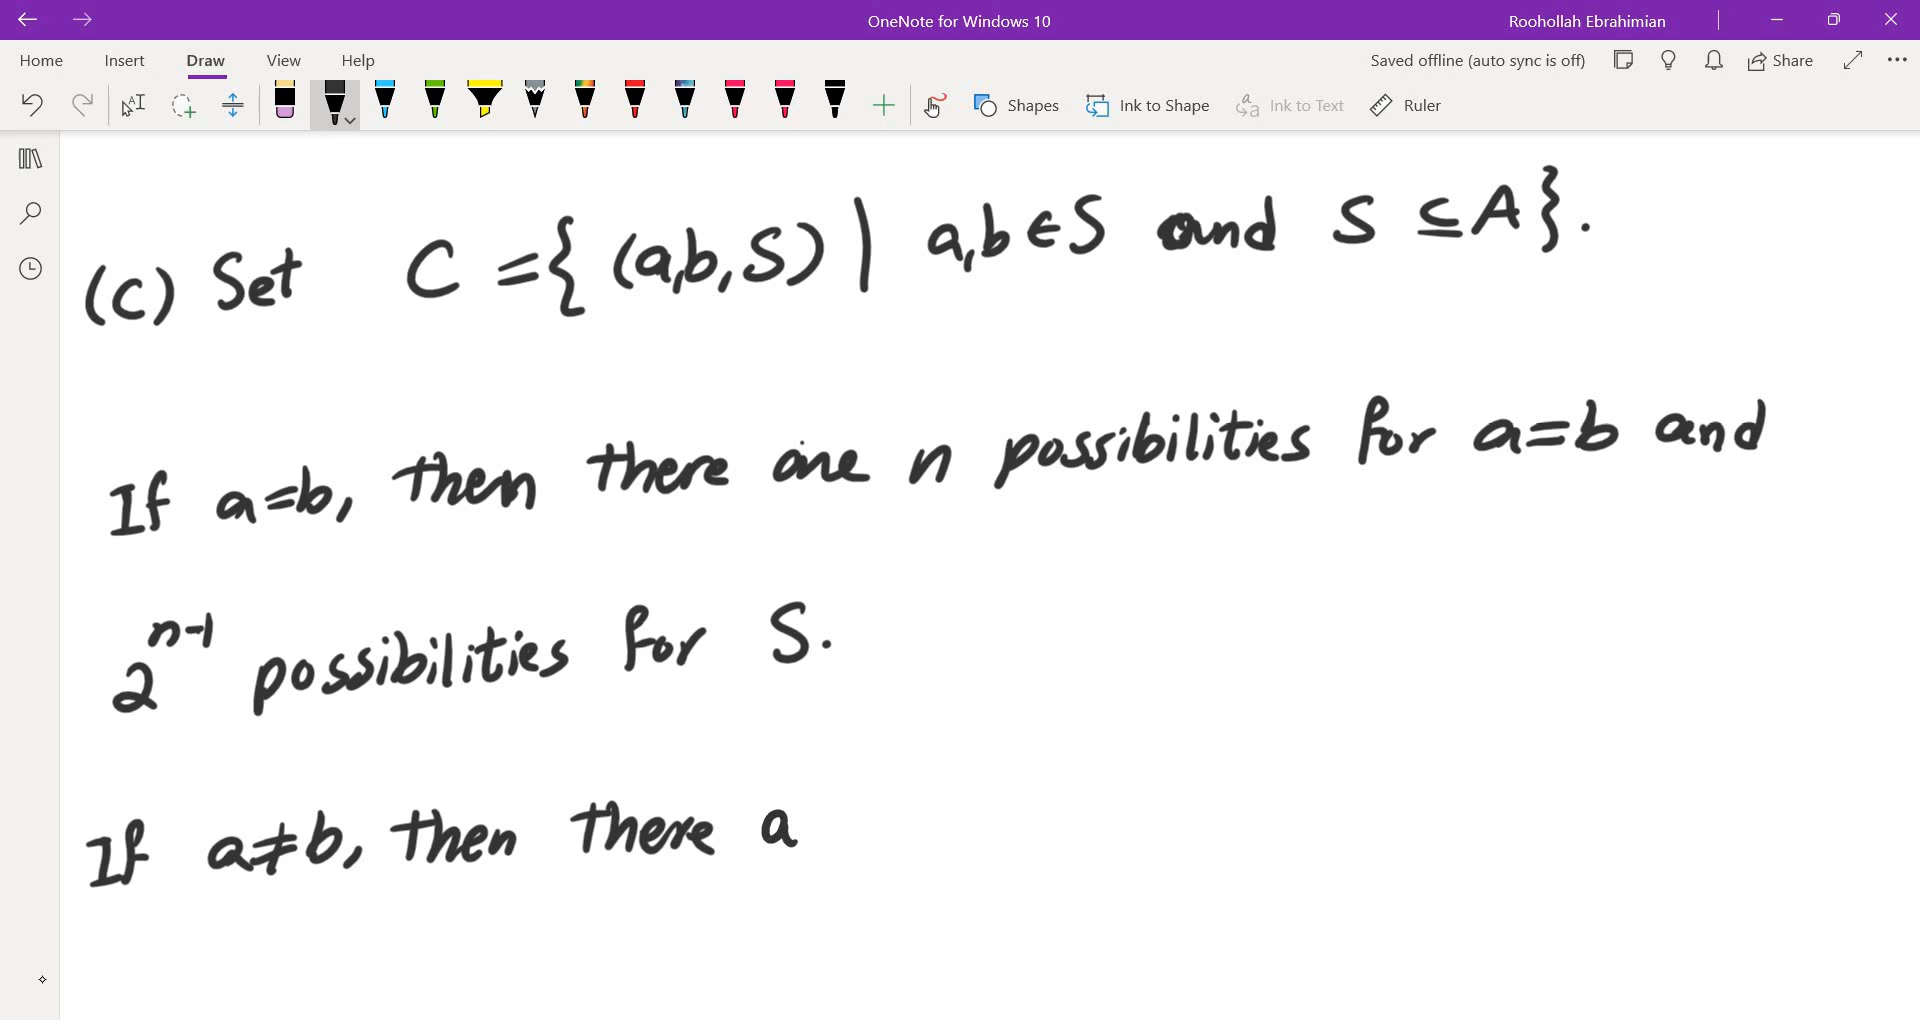 OneNote for Windows 10
Roohollah Ebrahimian
Home Insert Draw View Help
Saved offline (auto sync is off) Share
Shapes Ink to Shape Ink to Text Ruler
(c) Set C = { (a,b,S) | a,b ∈ S and S ⊆ A }.
If a=b, then there are n possibilities for a=b and
2^{n-1} possibilities for S.
If a≠b, then there a